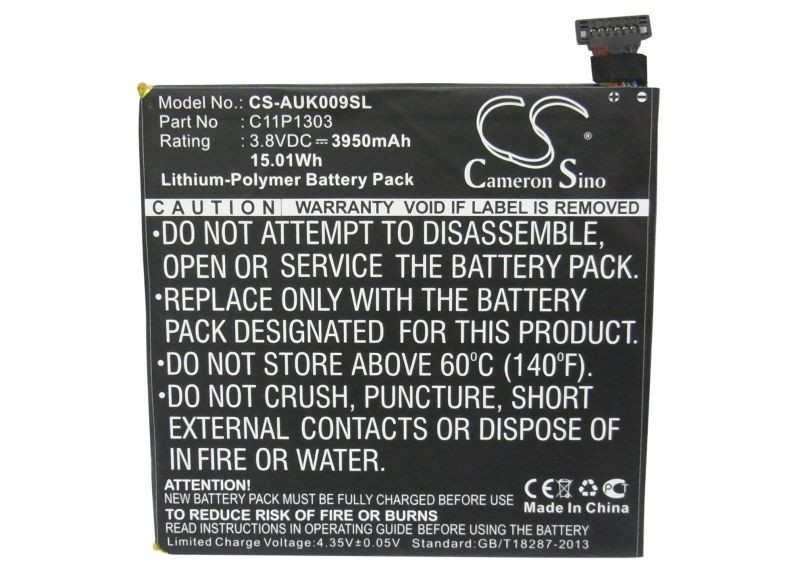 Model No.: CS-AUK009SL
Part No : C11P1303
Rating : 3.8VDC⎓3950mAh
15.01Wh
Lithium-Polymer Battery Pack
CS
Cameron Sino
CAUTION WARRANTY VOID IF LABEL IS REMOVED
•DO NOT ATTEMPT TO DISASSEMBLE,
OPEN OR SERVICE THE BATTERY PACK.
•REPLACE ONLY WITH THE BATTERY
PACK DESIGNATED FOR THIS PRODUCT.
•DO NOT STORE ABOVE 60°C (140°F).
•DO NOT CRUSH, PUNCTURE, SHORT
EXTERNAL CONTACTS OR DISPOSE OF
IN FIRE OR WATER.
ATTENTION!
NEW BATTERY PACK MUST BE FULLY CHARGED BEFORE USE
TO REDUCE RISK OF FIRE OR BURNS
READ INSTRUCTIONS IN OPERATING GUIDE BEFORE USING THE BATTERY
Limited Charge Voltage:4.35V±0.05V Standard:GB/T18287-2013
CE
PCT
Made In China